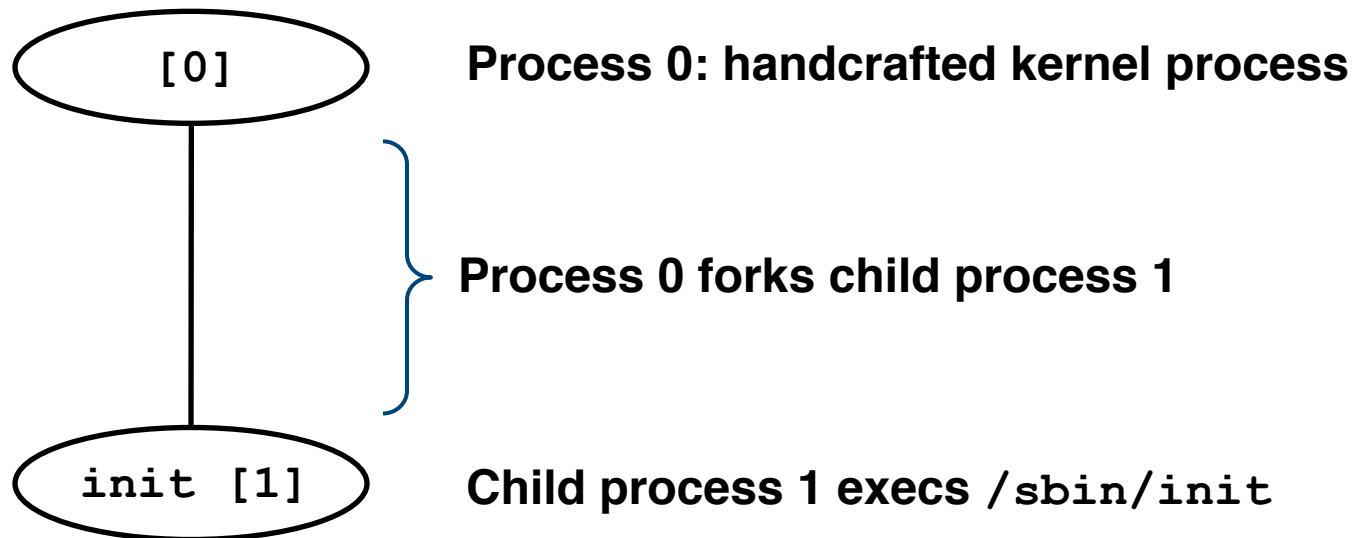 [0]
Process 0: handcrafted kernel process
Process 0 forks child process 1
init [1]
Child process 1 execs /sbin/init